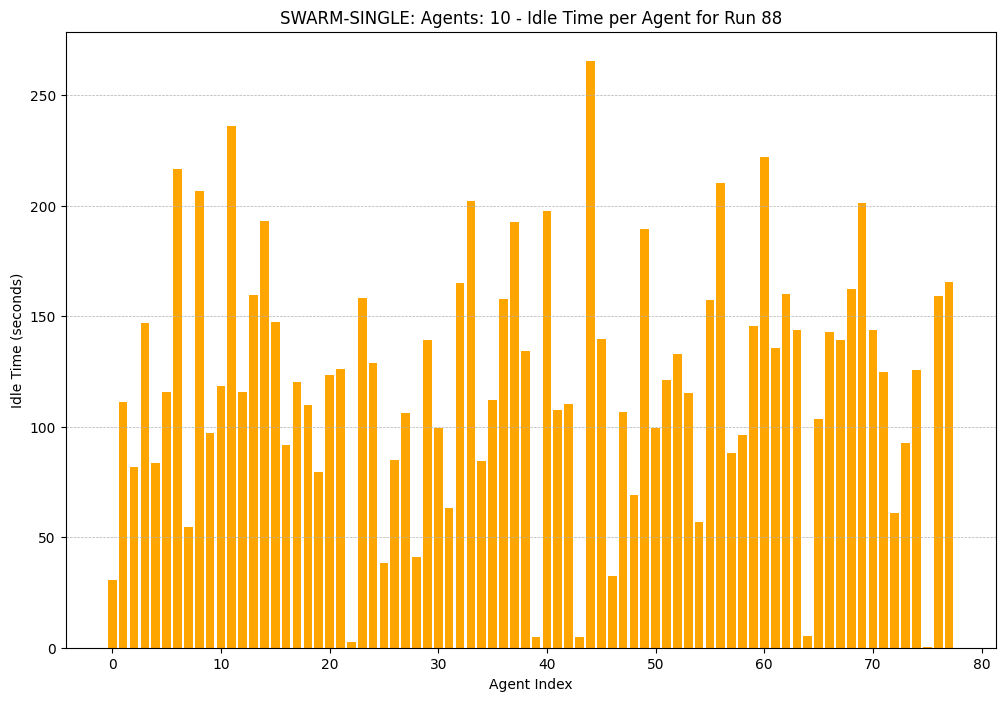 SWARM-SINGLE: Agents: 10 - Idle Time per Agent for Run 88
Idle Time (seconds)
250
200
150
100
50
0
0 10 20 30 40 50 60 70 80
Agent Index